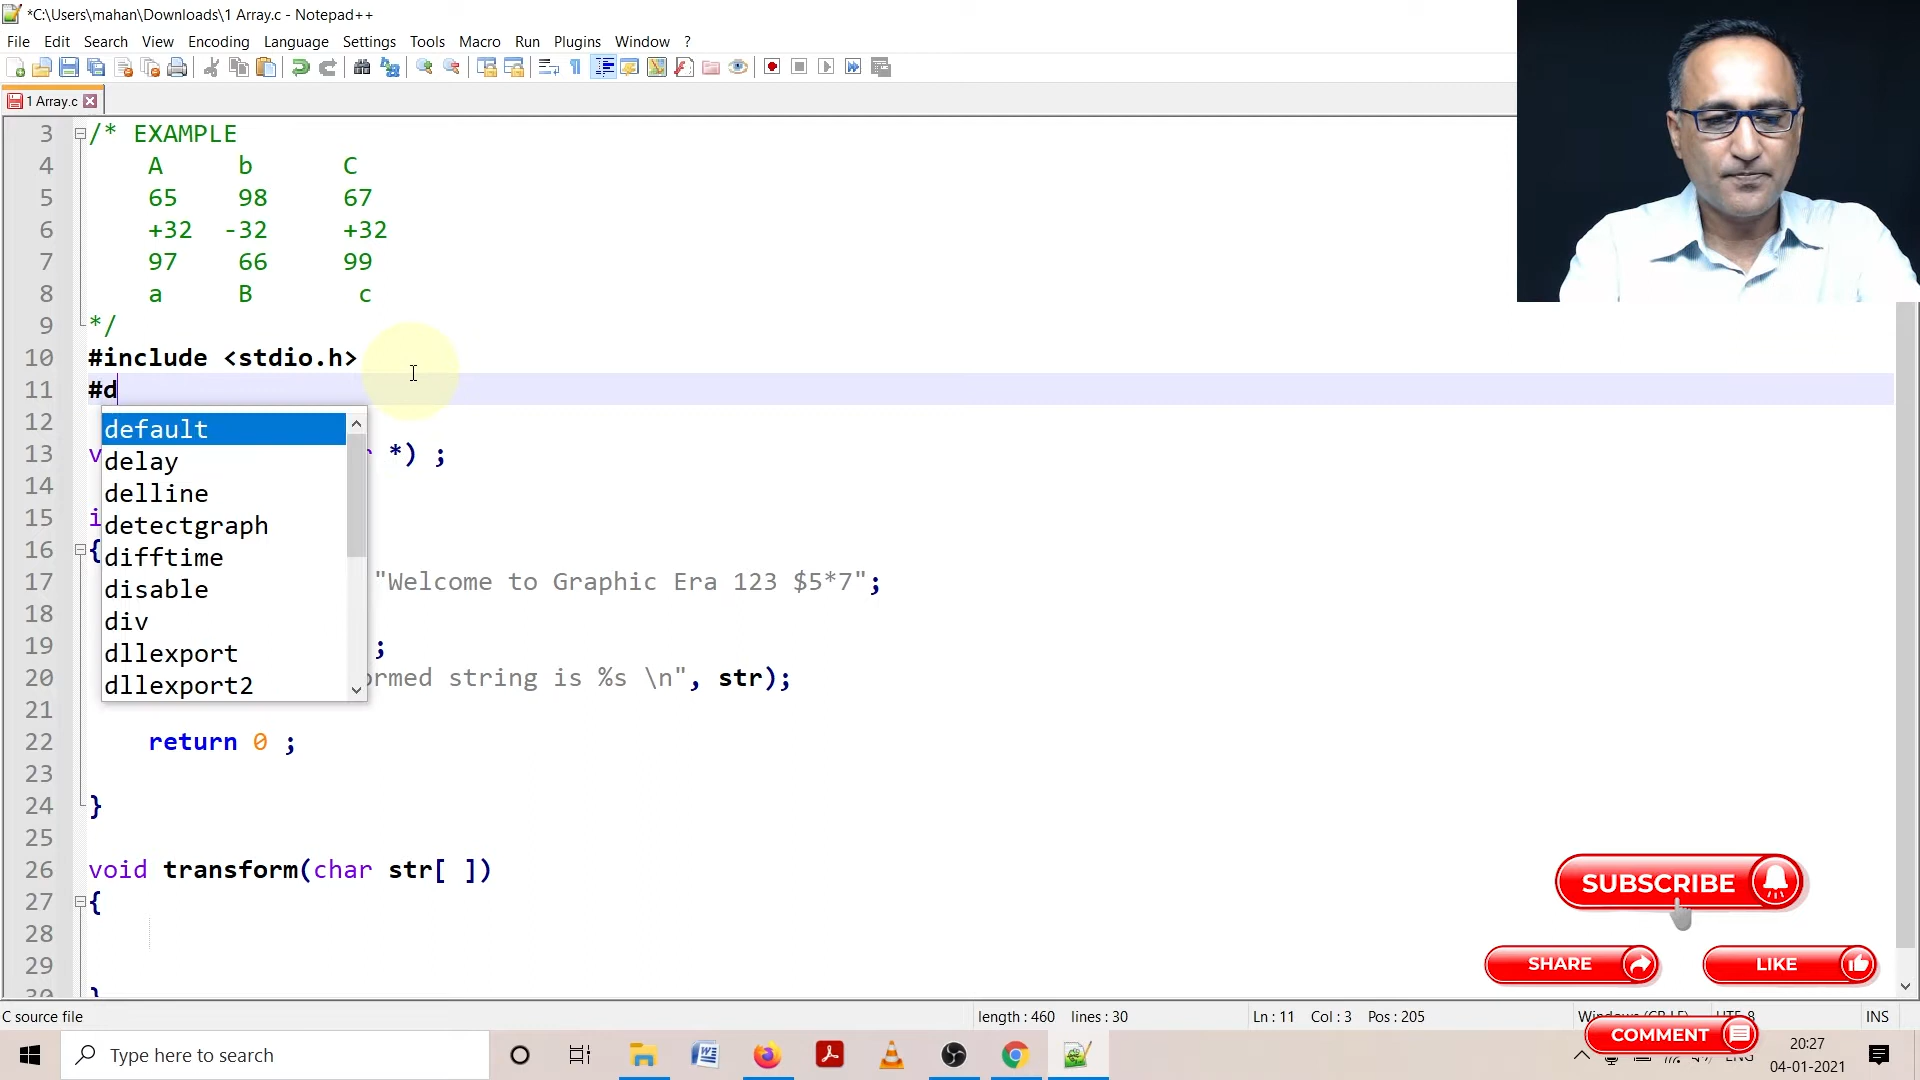 *C:\Users\mahan\Downloads\1 Array.c - Notepad++
File Edit Search View Encoding Language Settings Tools Macro Run Plugins Window ?
1 Array.c
3 /* EXAMPLE
4 A b C
5 65 98 67
6 +32 -32 +32
7 97 66 99
8 a B c
9 */
10 #include <stdio.h>
11 #d
12
13 v *) ;
14
15 i
16 {
17 "Welcome to Graphic Era 123 $5*7";
18
19 ;
20 ormed string is %s \n", str);
21
22 return 0 ;
23
24 }
25
26 void transform(char str[ ])
27 {
28
29
30 }
default
delay
delline
detectgraph
difftime
disable
div
dllexport
dllexport2
SUBSCRIBE
SHARE
LIKE
COMMENT
C source file
length : 460 lines : 30
Ln : 11 Col : 3 Pos : 205
INS
Type here to search
20:27
04-01-2021